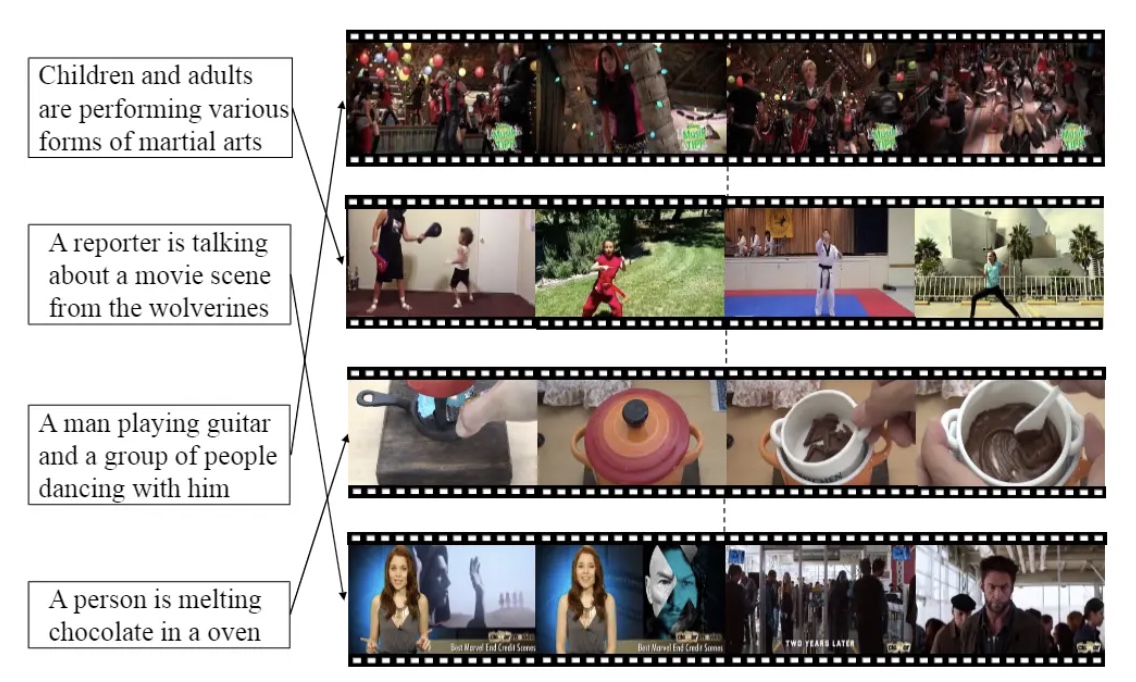 Children and adults
are performing various
forms of martial arts
A reporter is talking
about a movie scene
from the wolverines
A man playing guitar
and a group of people
dancing with him
A person is melting
chocolate in a oven
Best Marvel End Credit Scenes
Best Marvel End Credit Scenes
TWO YEARS LATER